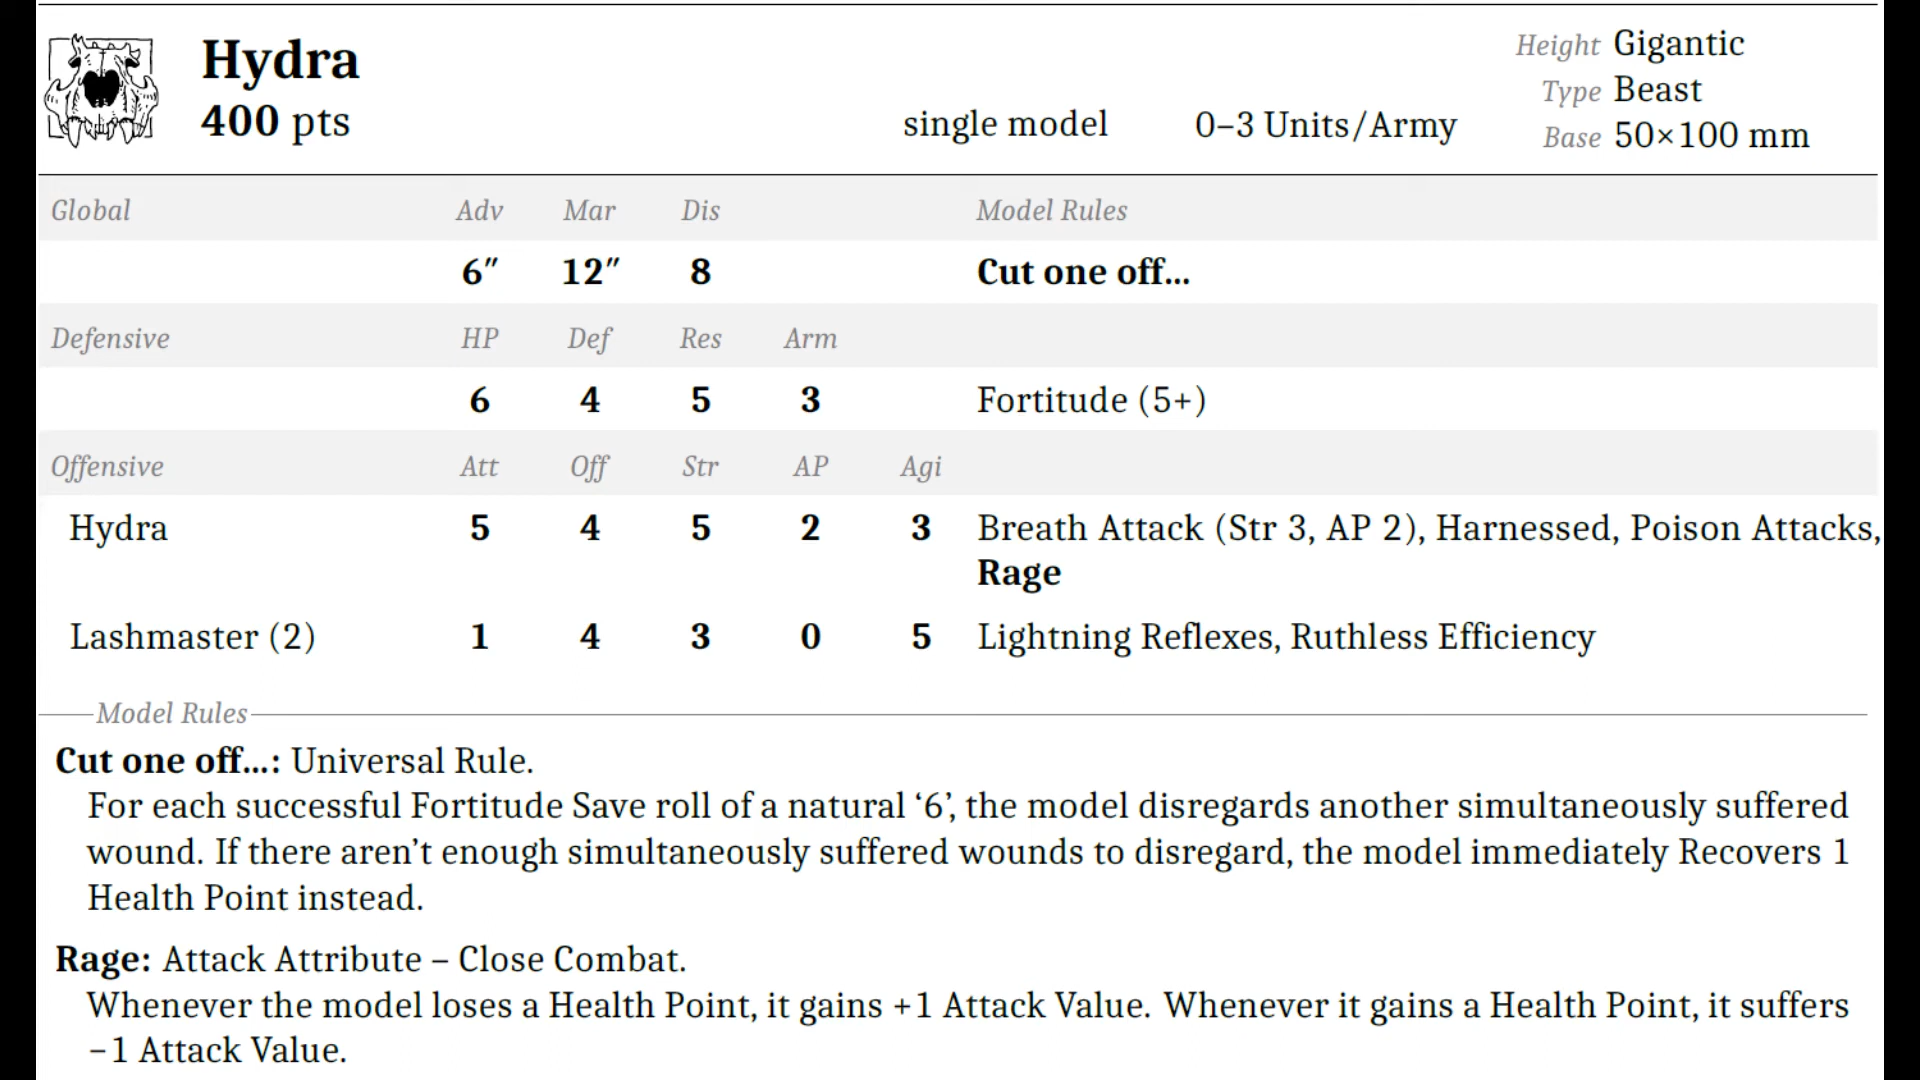 Hydra
400 pts
single model
0–3 Units/Army
Height Gigantic
Type Beast
Base 50×100 mm
Global Adv Mar Dis Model Rules
6″ 12″ 8 Cut one off…
Defensive HP Def Res Arm
6 4 5 3 Fortitude (5+)
Offensive Att Off Str AP Agi
Hydra 5 4 5 2 3 Breath Attack (Str 3, AP 2), Harnessed, Poison Attacks,
Rage
Lashmaster (2) 1 4 3 0 5 Lightning Reflexes, Ruthless Efficiency
Model Rules
Cut one off…: Universal Rule.
For each successful Fortitude Save roll of a natural ‘6’, the model disregards another simultaneously suffered
wound. If there aren’t enough simultaneously suffered wounds to disregard, the model immediately Recovers 1
Health Point instead.
Rage: Attack Attribute – Close Combat.
Whenever the model loses a Health Point, it gains +1 Attack Value. Whenever it gains a Health Point, it suffers
−1 Attack Value.